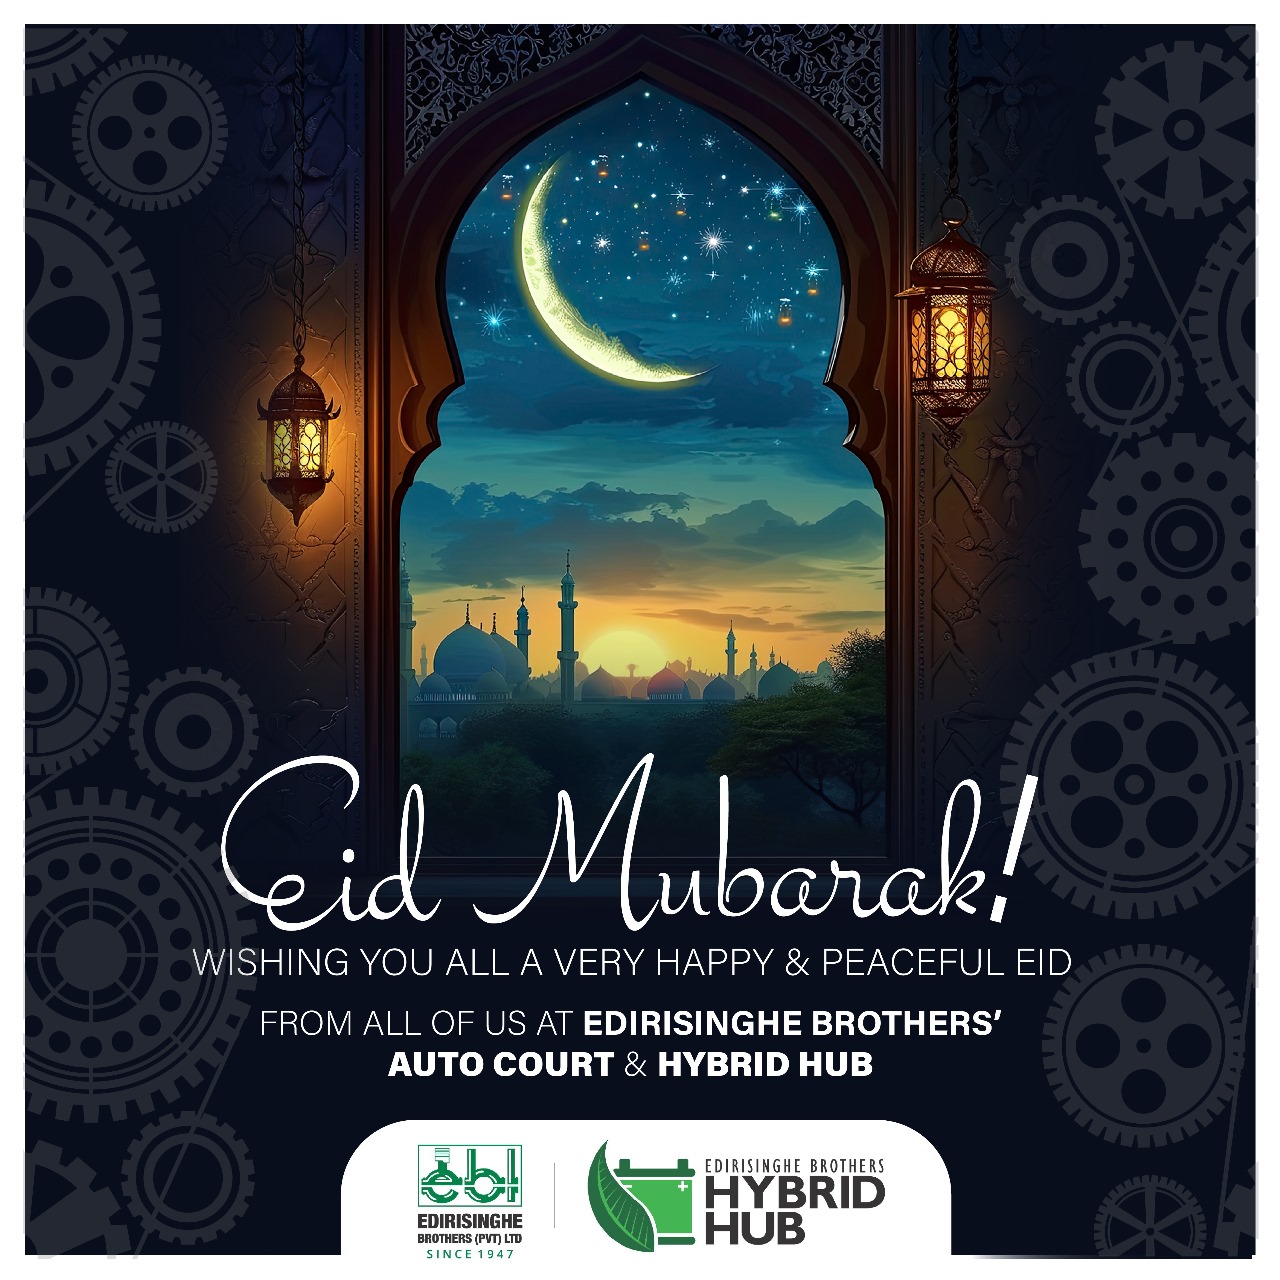 Eid Mubarak!
WISHING YOU ALL A VERY HAPPY & PEACEFUL EID
FROM ALL OF US AT EDIRISINGHE BROTHERS'
AUTO COURT & HYBRID HUB
ebl
EDIRISINGHE
BROTHERS (PVT) LTD
SINCE 1947
EDIRISINGHE BROTHERS
HYBRID
HUB